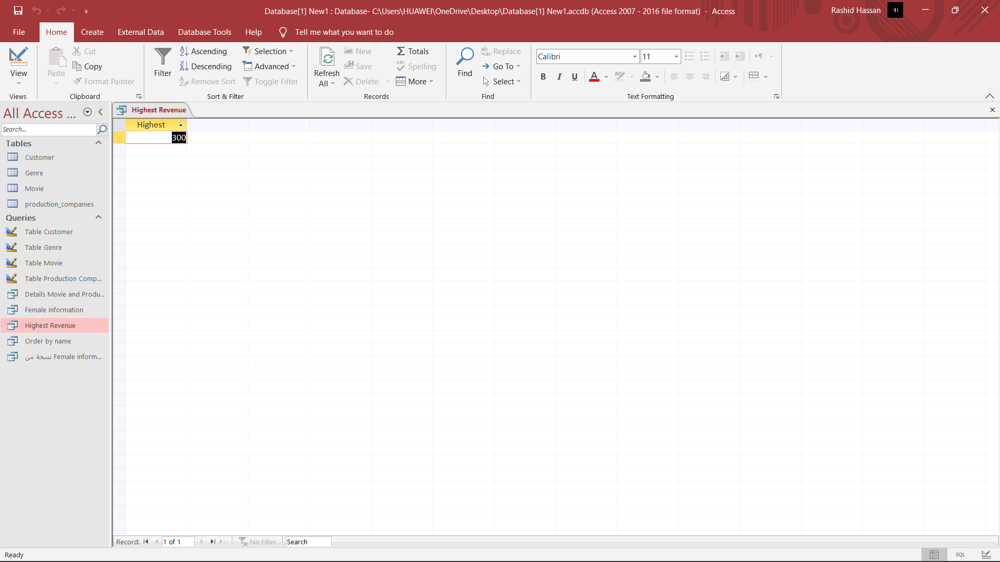 Database[1] New1 : Database- C:\Users\HUAWEI\OneDrive\Desktop\Database[1] New1.accdb (Access 2007 - 2016 file format) - Access
Rashid Hassan
File Home Create External Data Database Tools Help Tell me what you want to do
View
Views
Paste
Cut
Copy
Format Painter
Clipboard
Filter
Ascending
Descending
Remove Sort
Selection
Advanced
Toggle Filter
Sort & Filter
Refresh
All
New
Save
Delete
Totals
Spelling
More
Records
Find
Replace
Go To
Select
Find
Calibri
11
B I U
Text Formatting
All Access ...
Search...
Tables
Customer
Genre
Movie
production_companies
Queries
Table Customer
Table Genre
Table Movie
Table Production Comp...
Details Movie and Produ...
Female information
Highest Revenue
Order by name
نسخة من Female inform...
Highest Revenue
Highest
300
Record: 1 of 1 No Filter Search
Ready
SQL